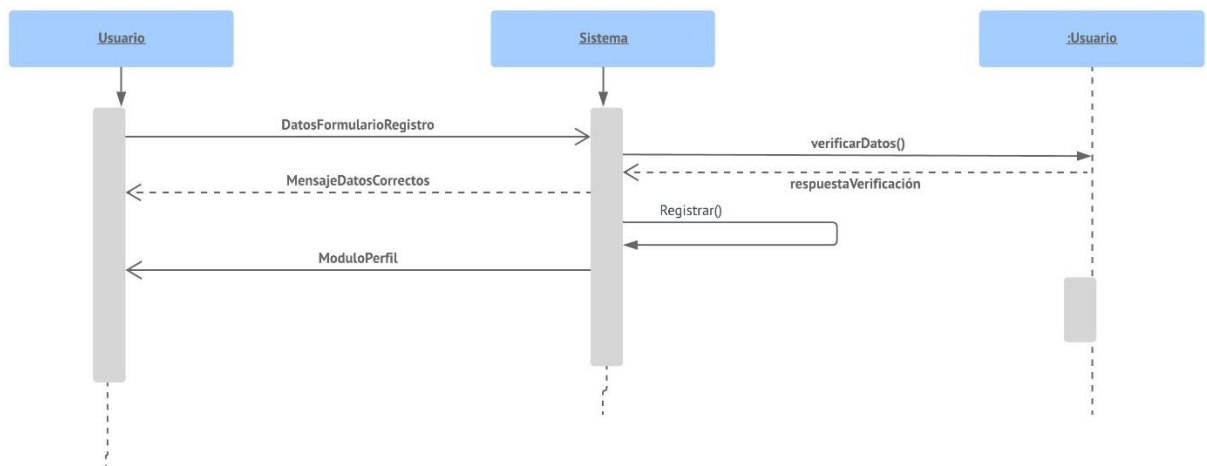 Usuario
Sistema
:Usuario
DatosFormularioRegistro
verificarDatos()
MensajeDatosCorrectos
respuestaVerificación
Registrar()
ModuloPerfil